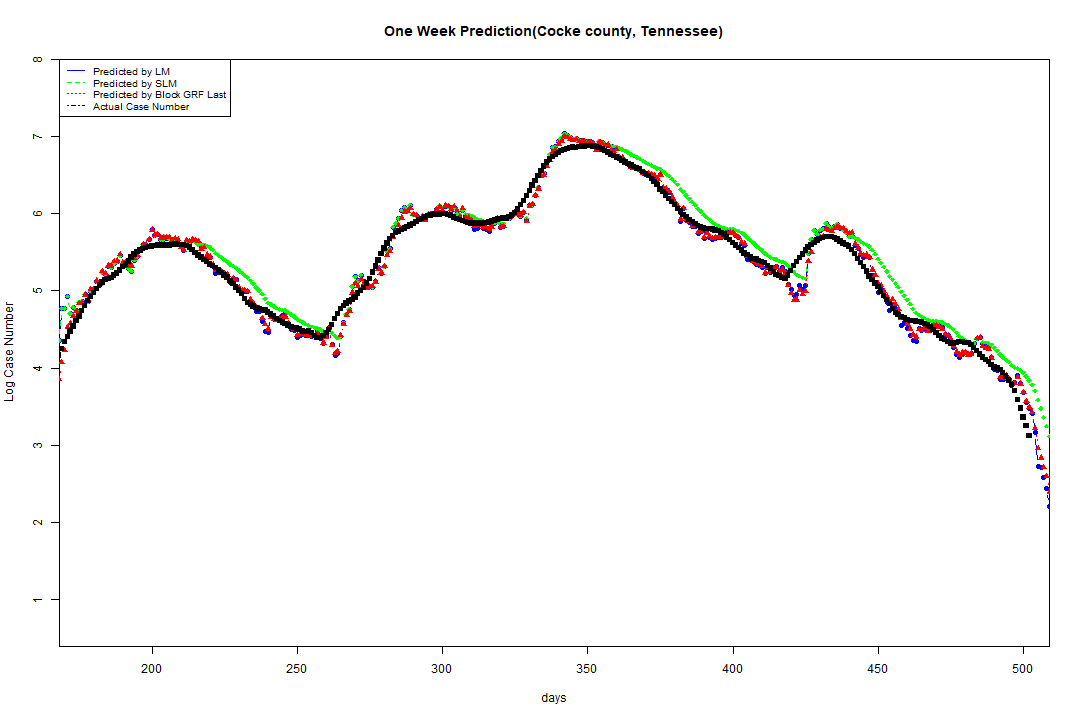 One Week Prediction(Cocke county, Tennessee)
Predicted by LM
Predicted by SLM
Predicted by Block GRF Last
Actual Case Number
Log Case Number
8
7
6
5
4
3
2
1
200 250 300 350 400 450 500
days